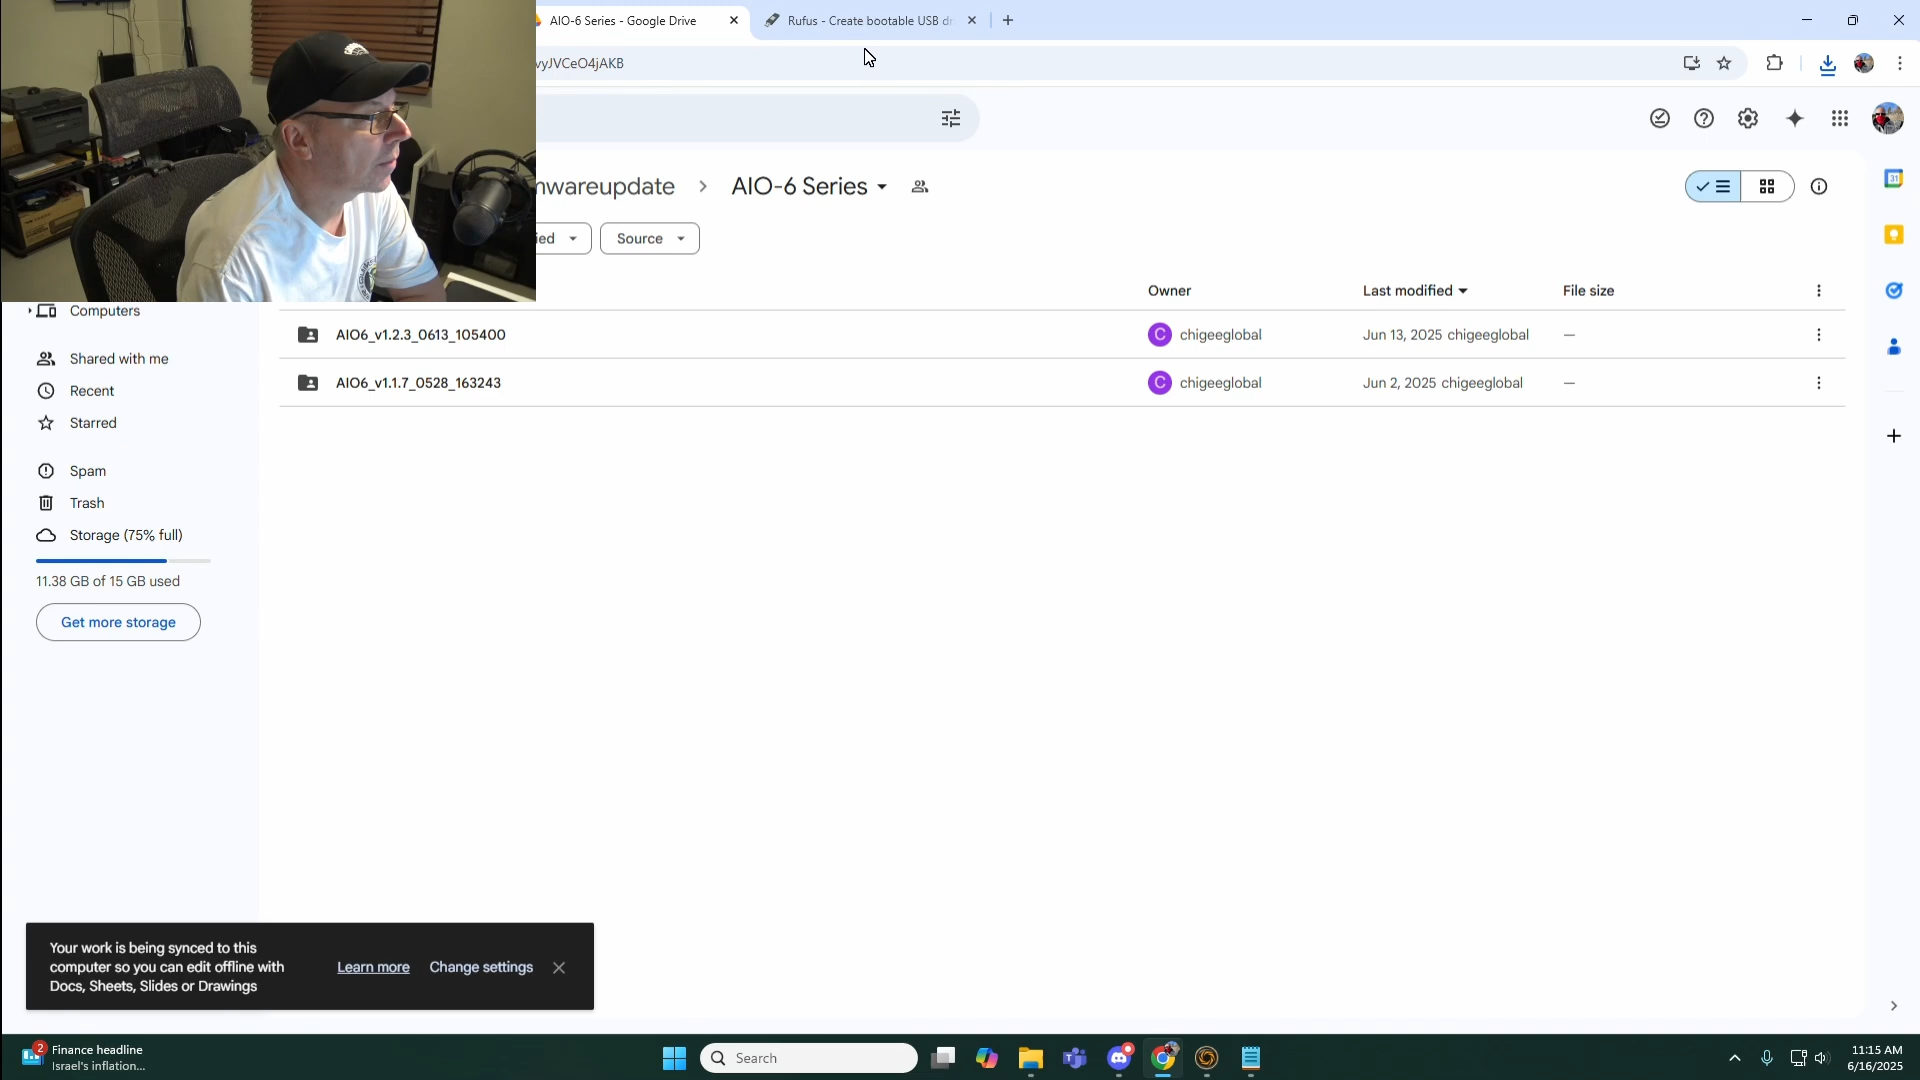 AIO-6 Series - Google Drive
Rufus - Create bootable USB dr
vyJVCeO4jAKB
AIO-6 Series
Source
Owner
Last modified
File size
AIO6_v1.2.3_0613_105400
C
chigeeglobal
Jun 13, 2025 chigeeglobal
—
AIO6_v1.1.7_0528_163243
C
chigeeglobal
Jun 2, 2025 chigeeglobal
—
Computers
Shared with me
Recent
Starred
Spam
Trash
Storage (75% full)
11.38 GB of 15 GB used
Get more storage
31
Your work is being synced to this
computer so you can edit offline with
Docs, Sheets, Slides or Drawings
Learn more
Change settings
2
Finance headline
Israel's inflation...
Search
11:15 AM
6/16/2025